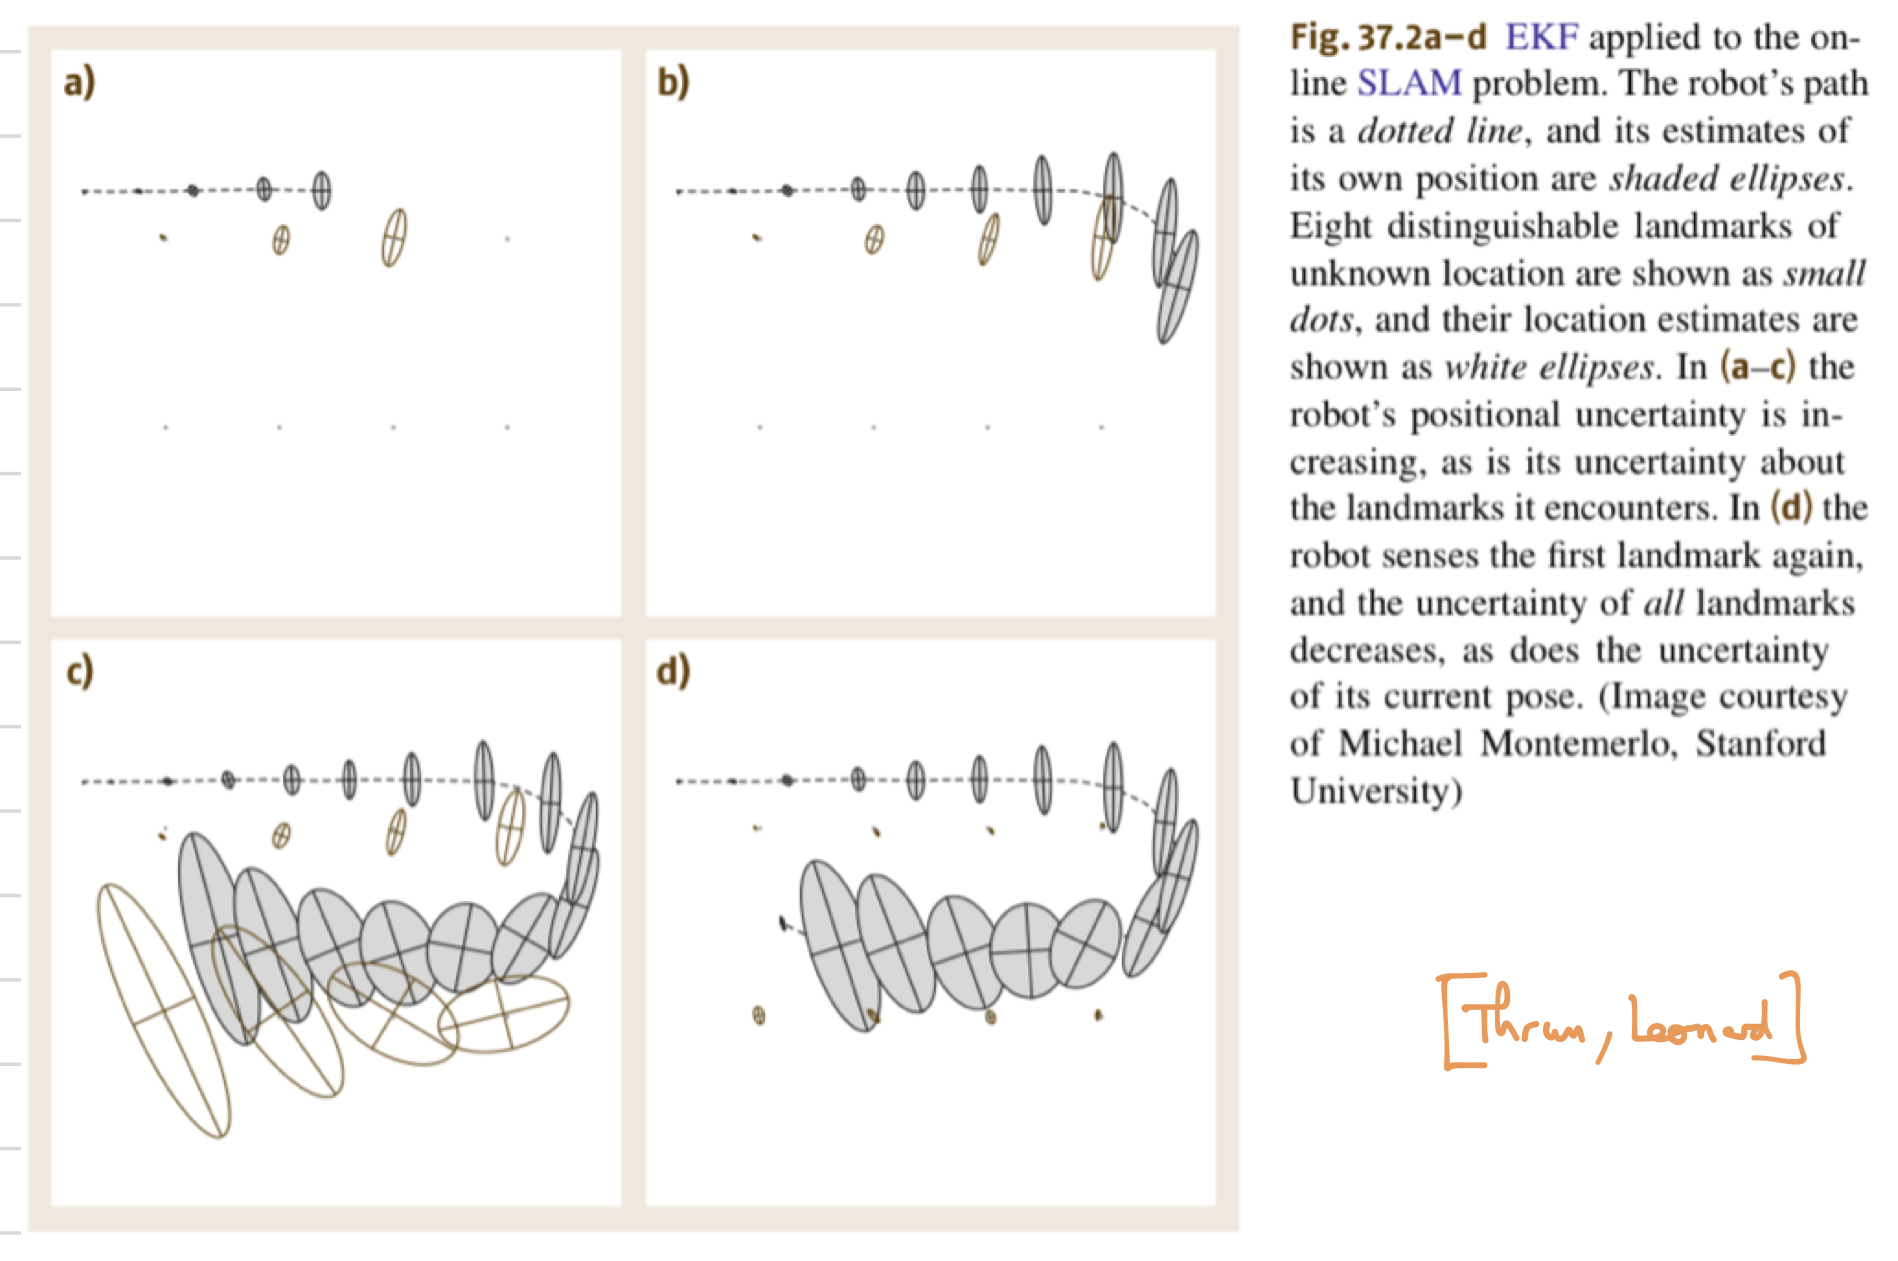 a)
b)
c)
d)
Fig. 37.2a–d EKF applied to the on-
line SLAM problem. The robot's path
is a dotted line, and its estimates of
its own position are shaded ellipses.
Eight distinguishable landmarks of
unknown location are shown as small
dots, and their location estimates are
shown as white ellipses. In (a–c) the
robot's positional uncertainty is in-
creasing, as is its uncertainty about
the landmarks it encounters. In (d) the
robot senses the first landmark again,
and the uncertainty of all landmarks
decreases, as does the uncertainty
of its current pose. (Image courtesy
of Michael Montemerlo, Stanford
University)
[Thrun, Leonard]